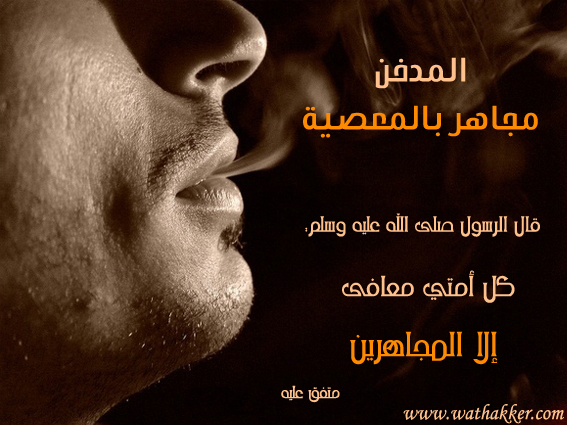 المدخن
مجاهر بالمعصية
قال الرسول صلى الله عليه وسلم:
كل أمتي معافى
إلا المجاهرين
متفق عليه
www.wathakker.com